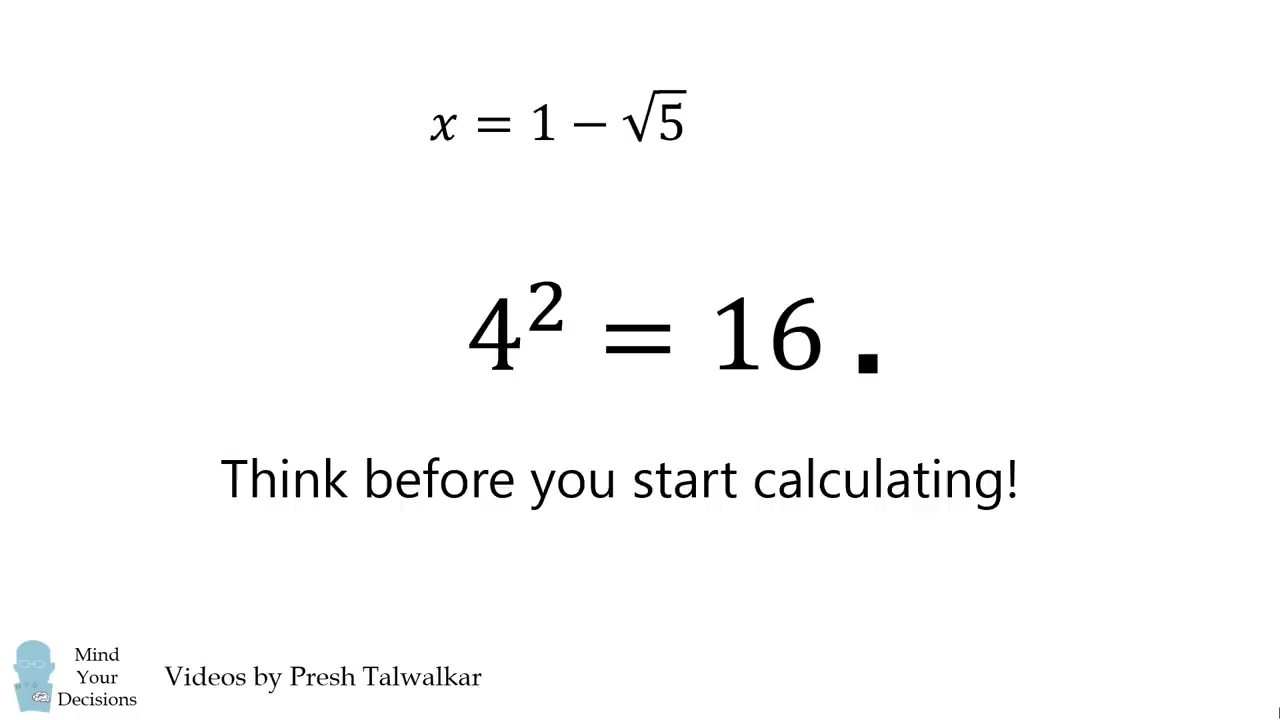 x = 1 − √5
4² = 16 .
Think before you start calculating!
Mind
Your
Decisions
Videos by Presh Talwalkar